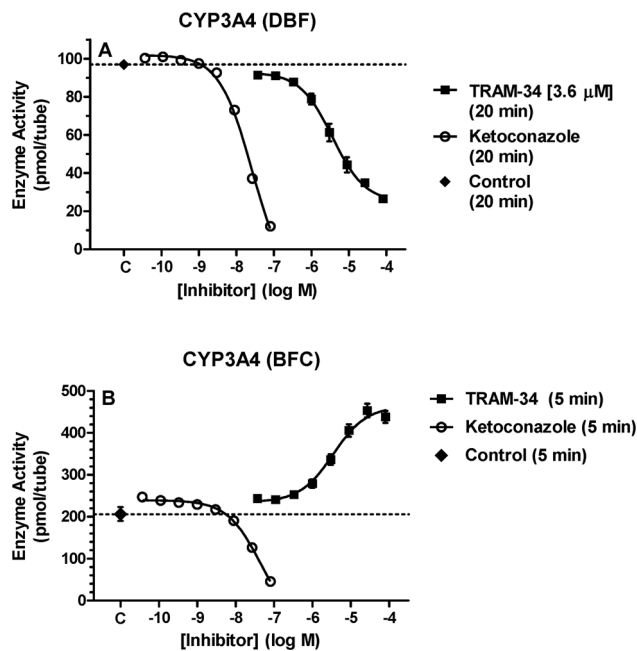 CYP3A4 (DBF)
A
100
80
60
40
20
0
Enzyme Activity
(pmol/tube)
C
-10
-9
-8
-7
-6
-5
-4
[Inhibitor] (log M)
TRAM-34 [3.6 μM]
(20 min)
Ketoconazole
(20 min)
Control
(20 min)
CYP3A4 (BFC)
B
500
400
300
200
100
0
Enzyme Activity
(pmol/tube)
C
-10
-9
-8
-7
-6
-5
-4
[Inhibitor] (log M)
TRAM-34 (5 min)
Ketoconazole (5 min)
Control (5 min)